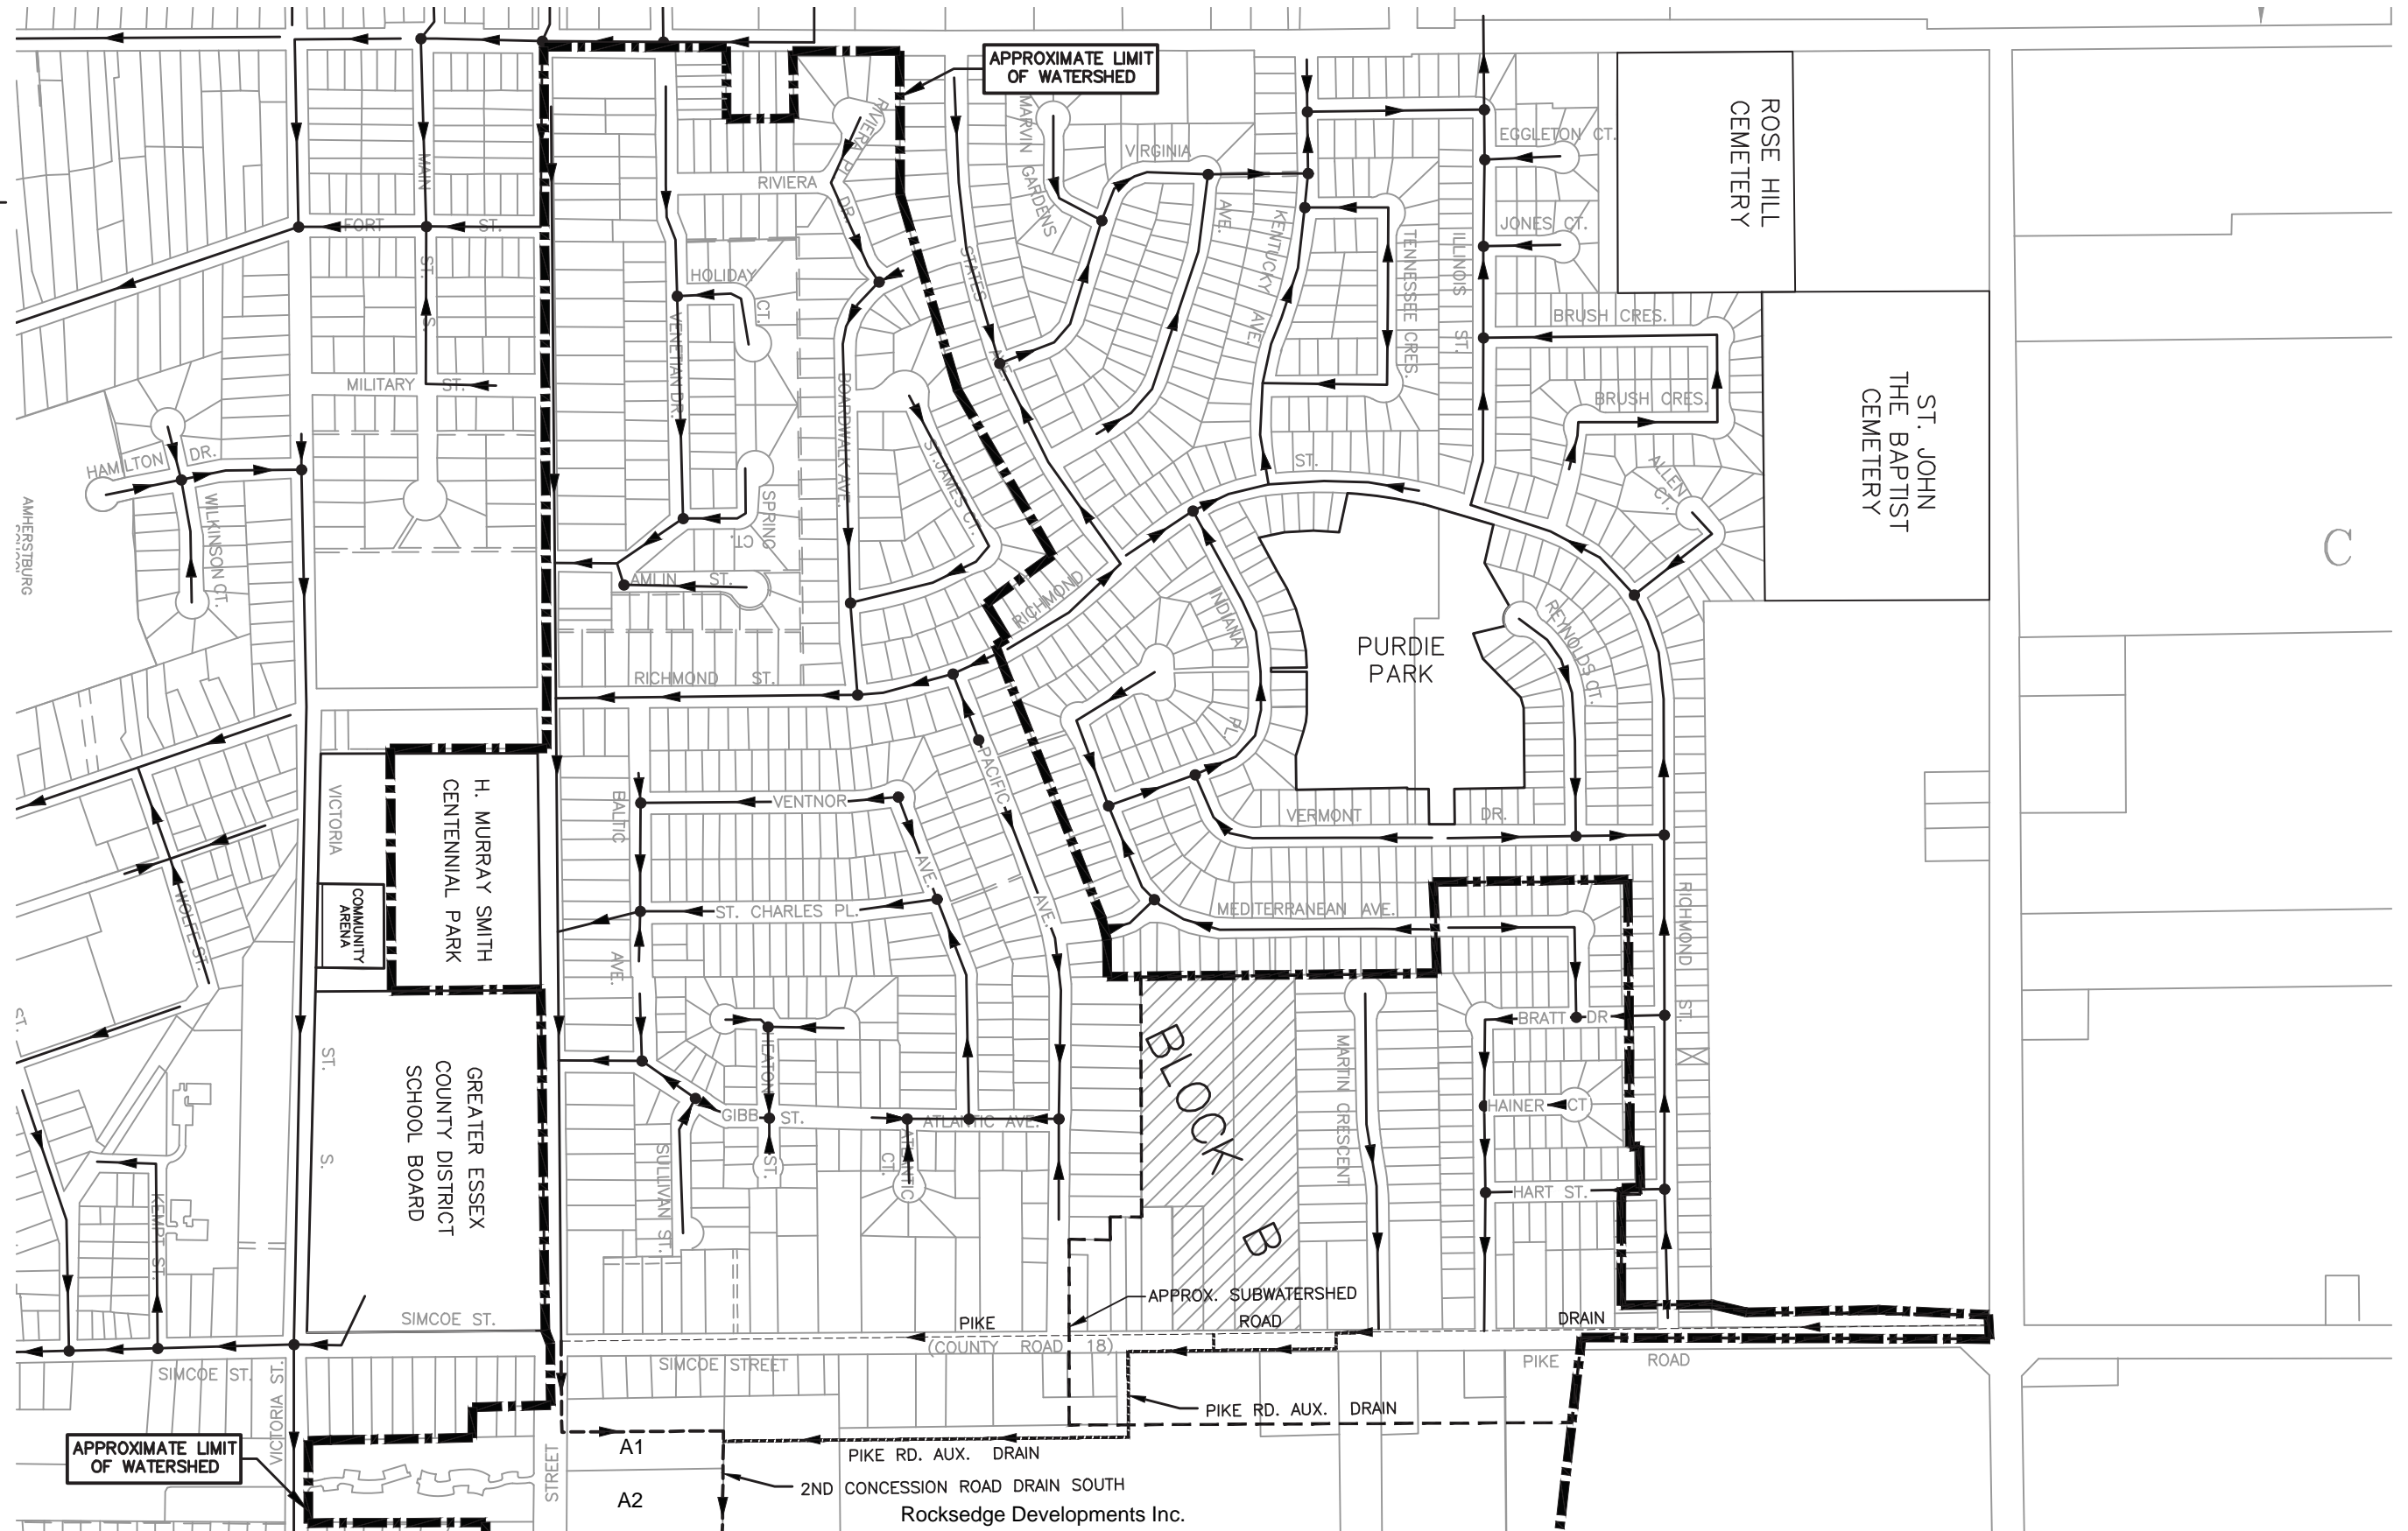 APPROXIMATE LIMIT
OF WATERSHED
ROSE HILL
CEMETERY
ST. JOHN
THE BAPTIST
CEMETERY
C
MAIN
ST.
S.
FORT ST.
MILITARY ST.
HAMILTON DR.
WILKINSON CT.
AMHERSTBURG
RIVIERA PL.
RIVIERA
DR.
HOLIDAY
CT.
VENETIAN DR.
SPRING
CT.
AMLIN ST.
BOARDWALK AVE.
ST. JAMES CT.
STATES
AVE.
MARVIN
GARDENS
VIRGINIA
AVE.
KENTUCKY
AVE.
TENNESSEE CRES.
ILLINOIS
ST.
EGGLETON CT.
JONES CT.
BRUSH CRES.
BRUSH CRES.
ALLEN
CT.
ST.
RICHMOND
RICHMOND ST.
INDIANA
PL.
PURDIE
PARK
REYNOLDS CT.
VERMONT DR.
MEDITERRANEAN AVE.
RICHMOND ST.
H. MURRAY SMITH
CENTENNIAL PARK
COMMUNITY
ARENA
VICTORIA
ST.
S.
WOLFE ST.
ST.
BALTIC
AVE.
VENTNOR
AVE.
PACIFIC
AVE.
ST. CHARLES PL.
HEATON
ST.
GIBB ST.
ATLANTIC AVE.
ATLANTIC
CT.
SULLIVAN ST.
GREATER ESSEX
COUNTY DISTRICT
SCHOOL BOARD
KEMPT ST.
BLOCK B
MARTIN CRESCENT
BRATT DR
HAINER CT
HART ST.
SIMCOE ST.
SIMCOE ST.
VICTORIA ST.
APPROX. SUBWATERSHED
PIKE ROAD DRAIN
(COUNTY ROAD 18)
SIMCOE STREET
PIKE ROAD
PIKE RD. AUX. DRAIN
APPROXIMATE LIMIT
OF WATERSHED
STREET
A1
PIKE RD. AUX. DRAIN
2ND CONCESSION ROAD DRAIN SOUTH
A2
Rocksedge Developments Inc.